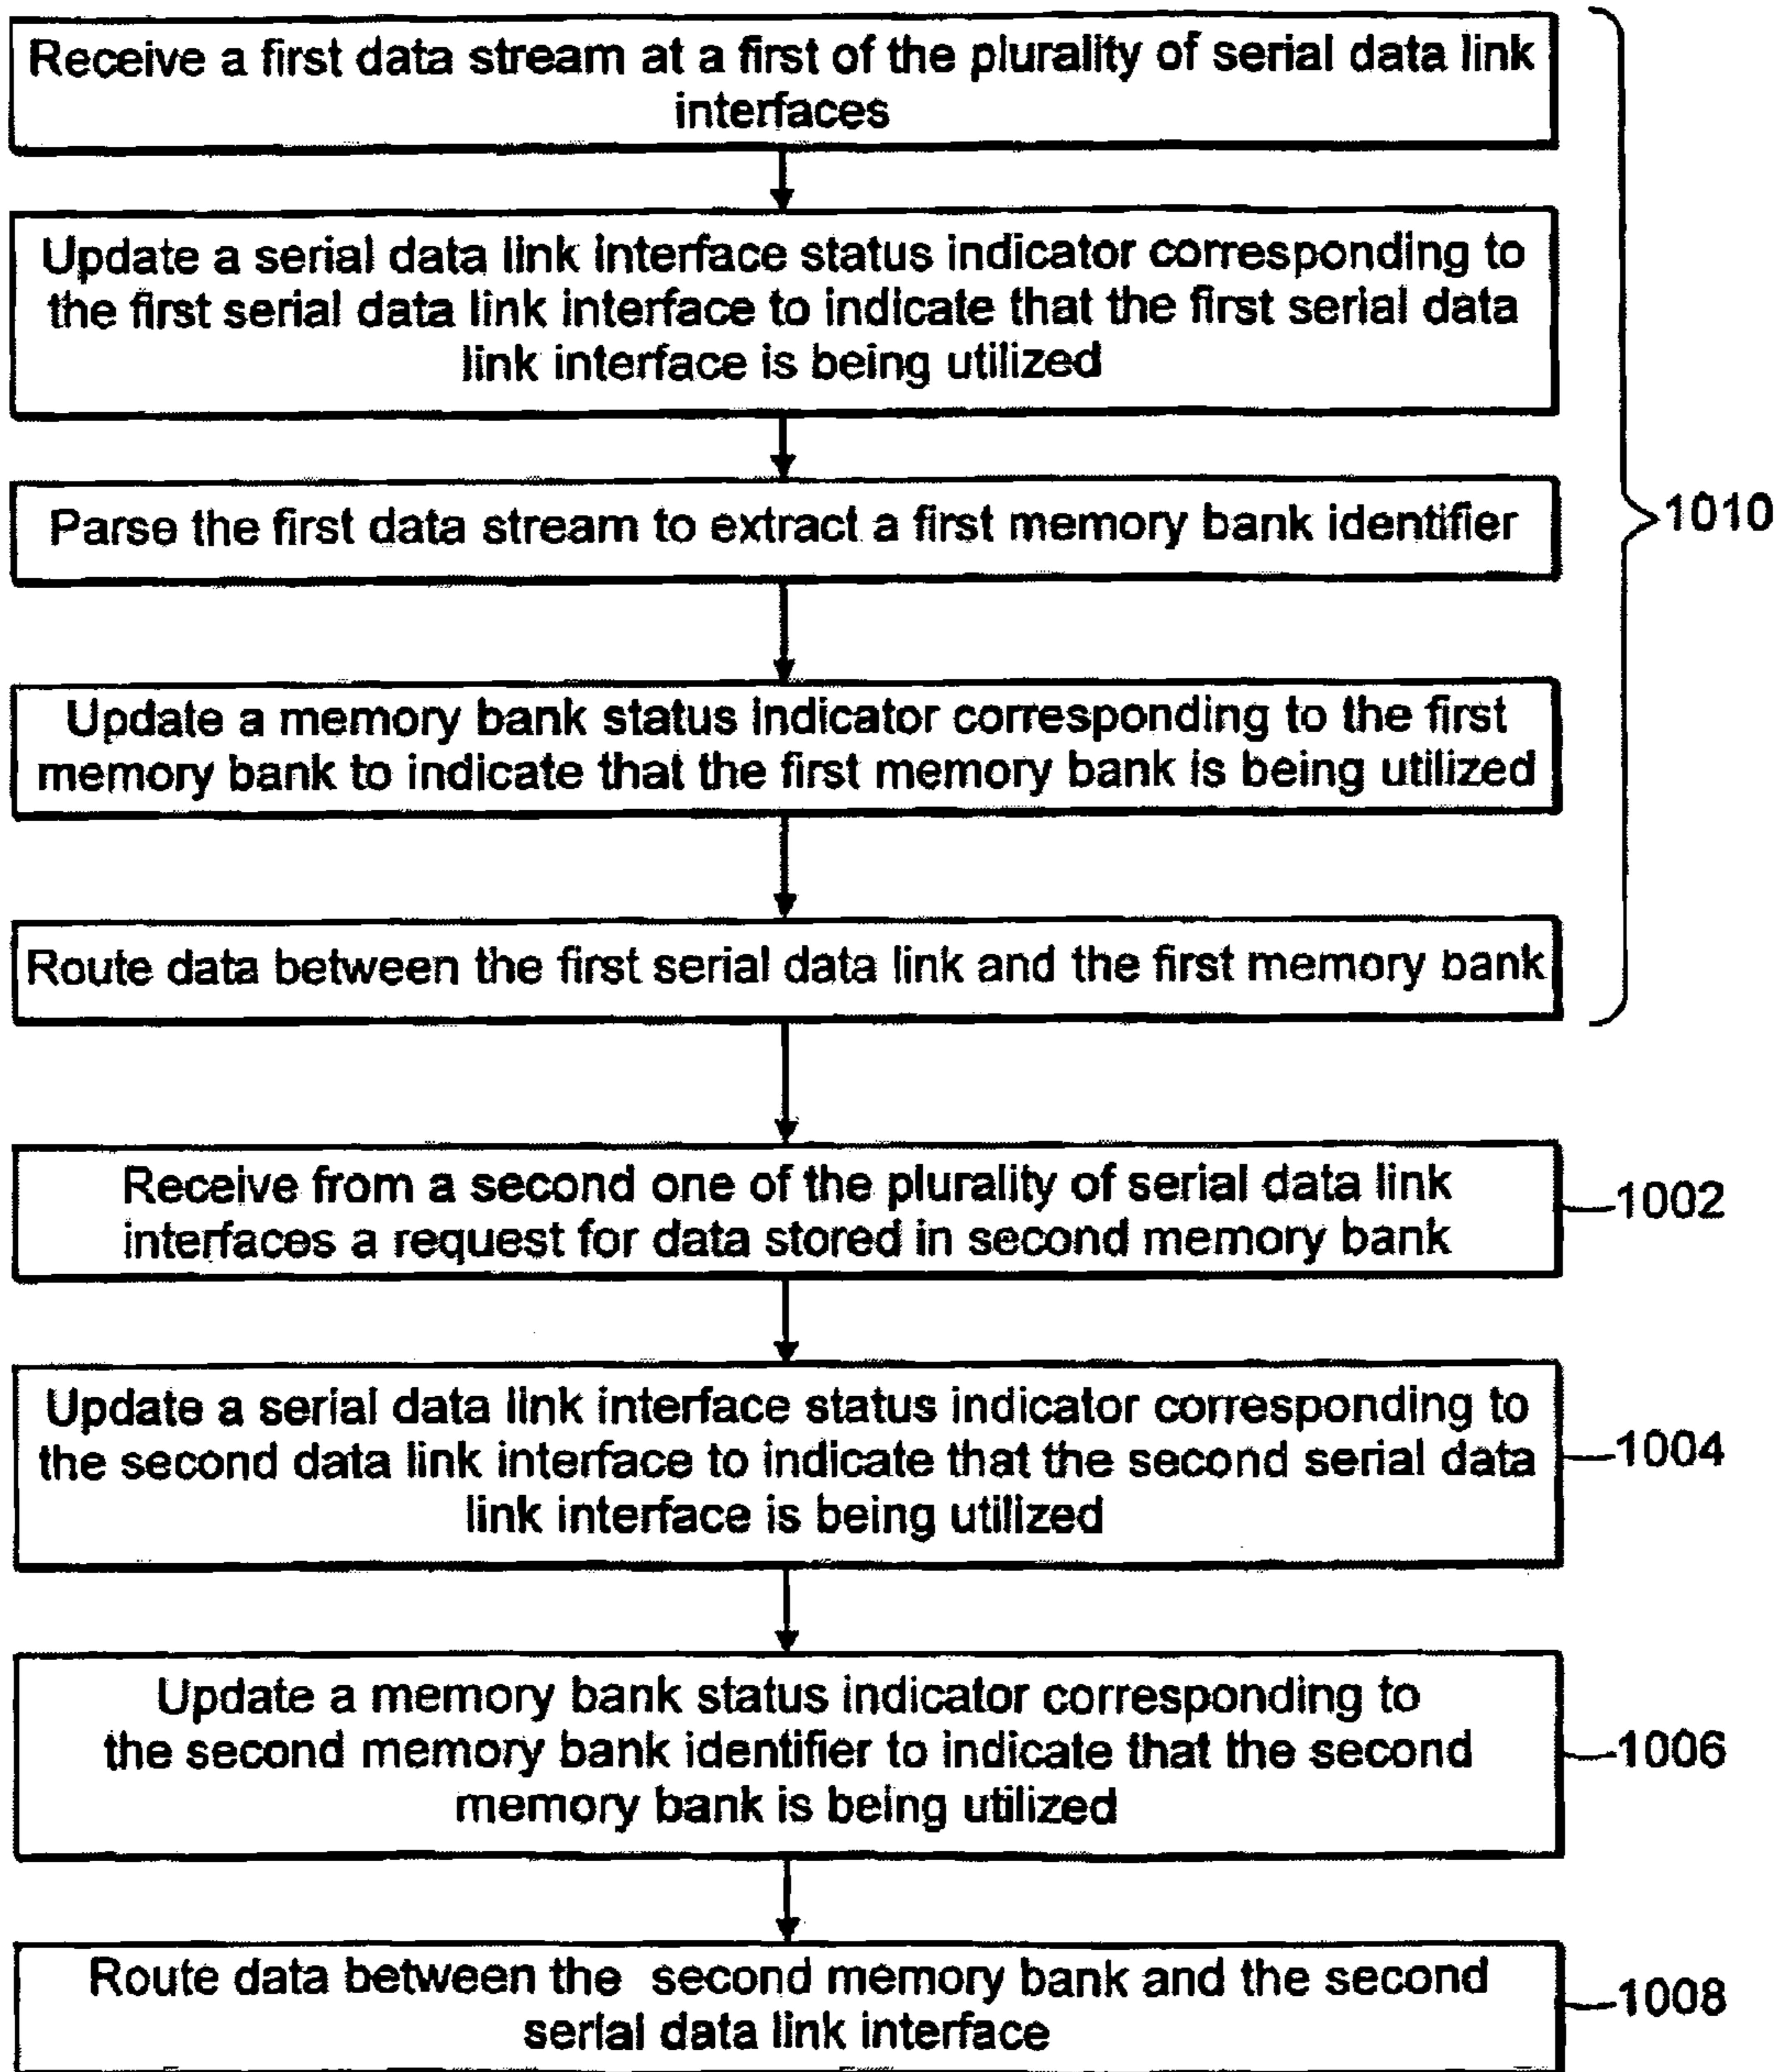 Receive a first data stream at a first of the plurality of serial data link
interfaces
Update a serial data link interface status indicator corresponding to
the first serial data link interface to indicate that the first serial data
link interface is being utilized
Parse the first data stream to extract a first memory bank identifier
1010
Update a memory bank status indicator corresponding to the first
memory bank to indicate that the first memory bank is being utilized
Route data between the first serial data link and the first memory bank
Receive from a second one of the plurality of serial data link
interfaces a request for data stored in second memory bank
1002
Update a serial data link interface status indicator corresponding to
the second data link interface to indicate that the second serial data
link interface is being utilized
1004
Update a memory bank status indicator corresponding to
the second memory bank identifier to indicate that the second
memory bank is being utilized
1006
Route data between the second memory bank and the second
serial data link interface
1008